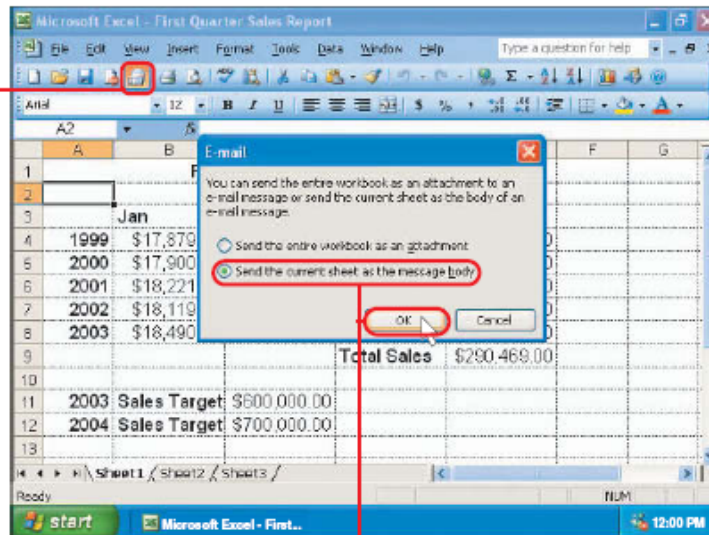 Microsoft Excel - First Quarter Sales Report
File Edit View Insert Format Tools Data Window Help Type a question for help
Arial 12 B I U $ % ,
A2 fx
A B F G
1 F
2
3 Jan
4 1999 $17,879
5 2000 $17,900
6 2001 $18,221
7 2002 $18,119
8 2003 $18,490
9 Total Sales $290,469.00
10
11 2003 Sales Target $600,000.00
12 2004 Sales Target $700,000.00
13
E-mail
You can send the entire workbook as an attachment to an
e-mail message or send the current sheet as the body of an
e-mail message.
Send the entire workbook as an attachment
Send the current sheet as the message body
OK Cancel
Sheet1 / Sheet2 / Sheet3 /
Ready NUM
start Microsoft Excel - First... 12:00 PM